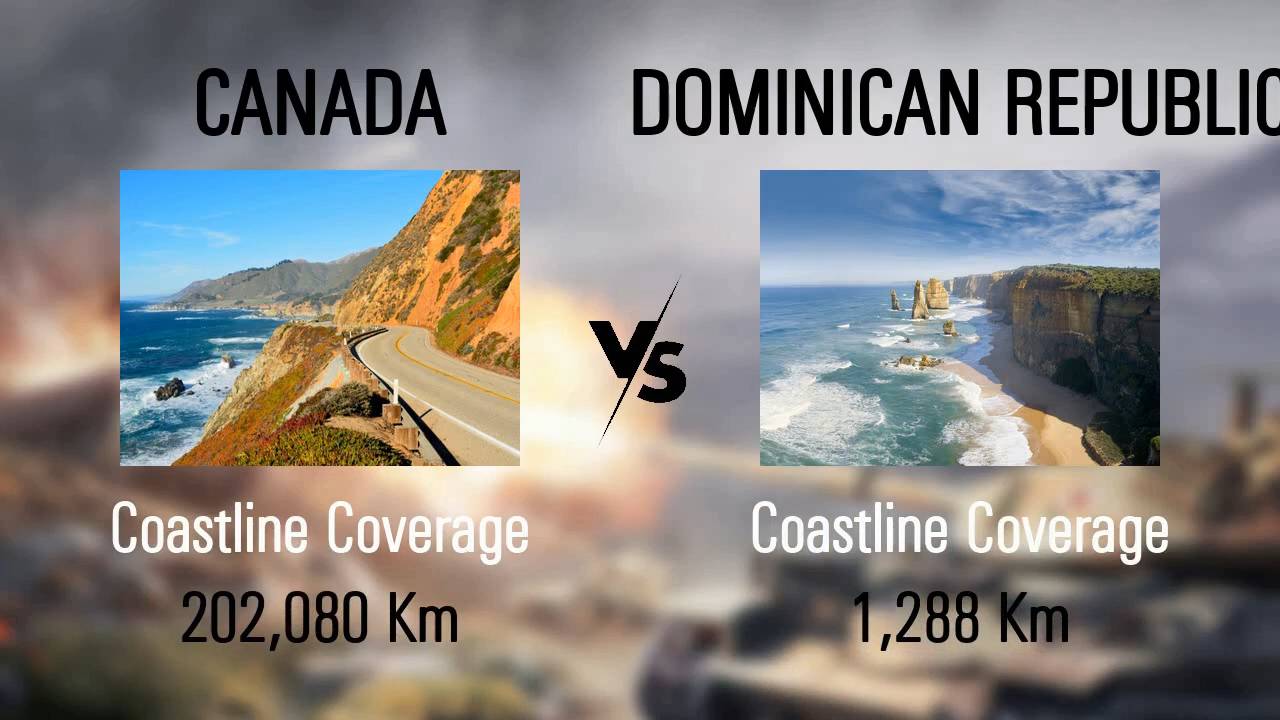 CANADA
DOMINICAN REPUBLIC
VS
Coastline Coverage
Coastline Coverage
202,080 Km
1,288 Km